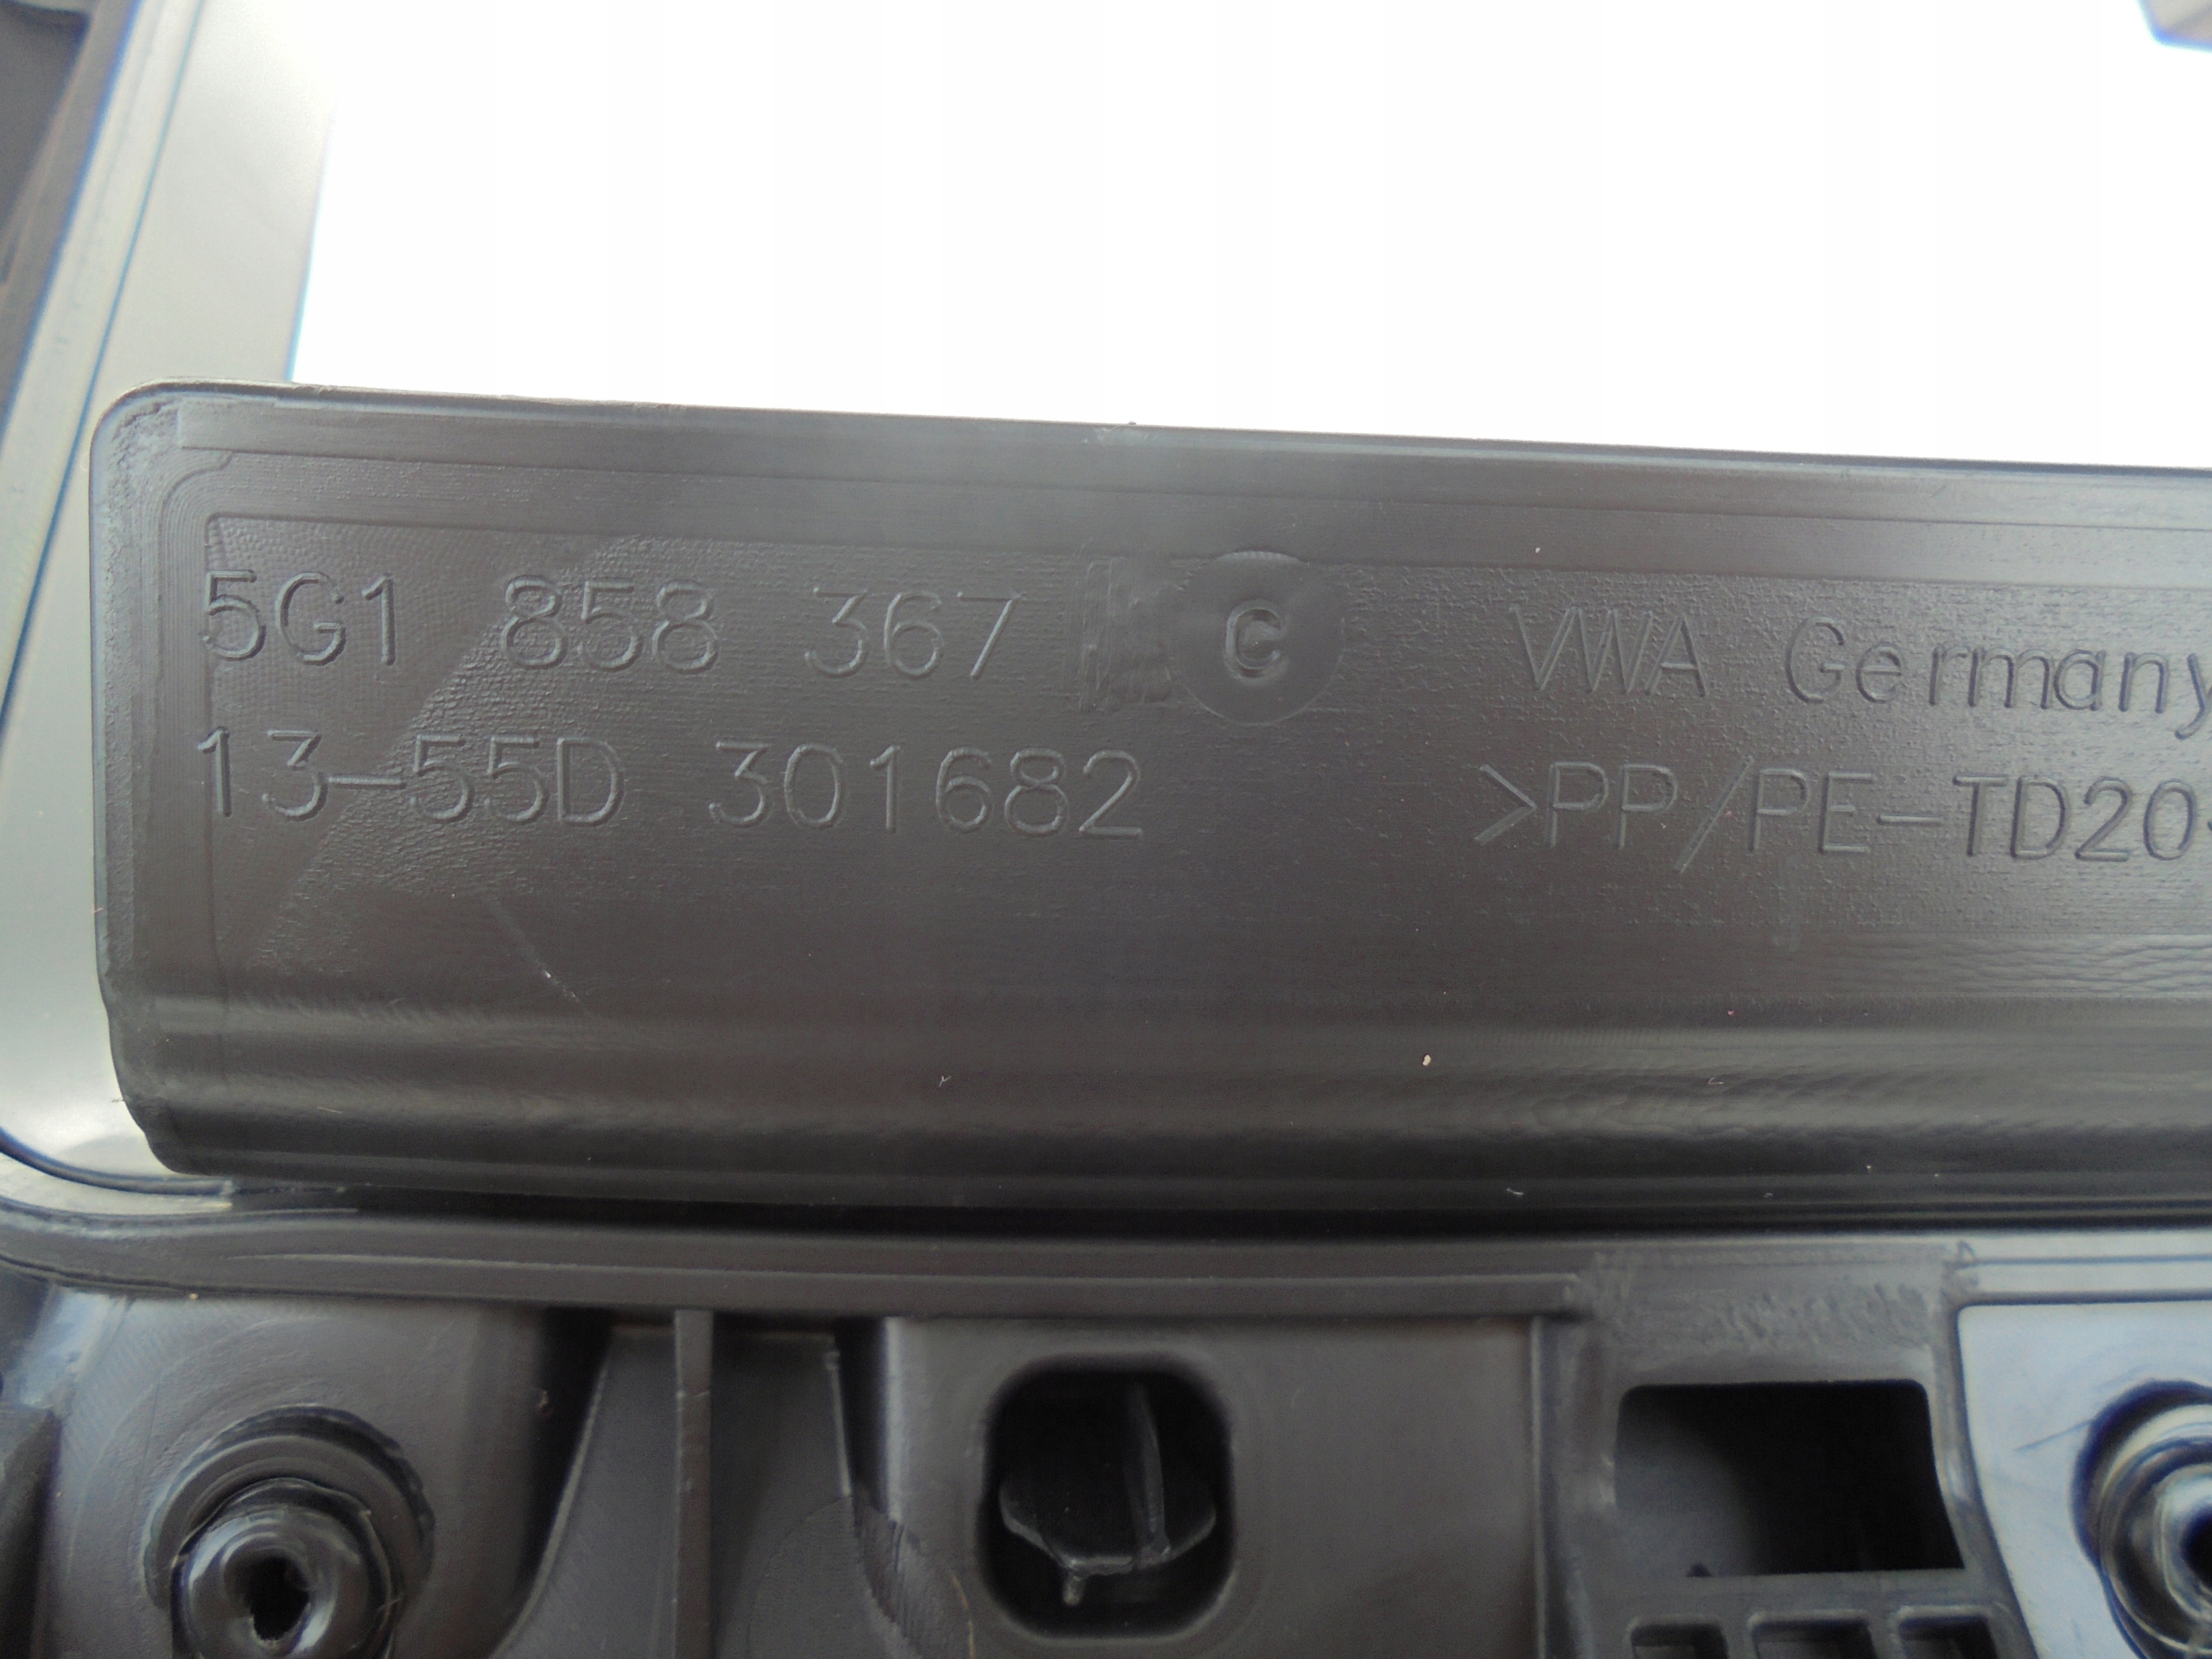 5G1 858 367 C VWA Germany
13-55D 301682 >PP/PE-TD20<